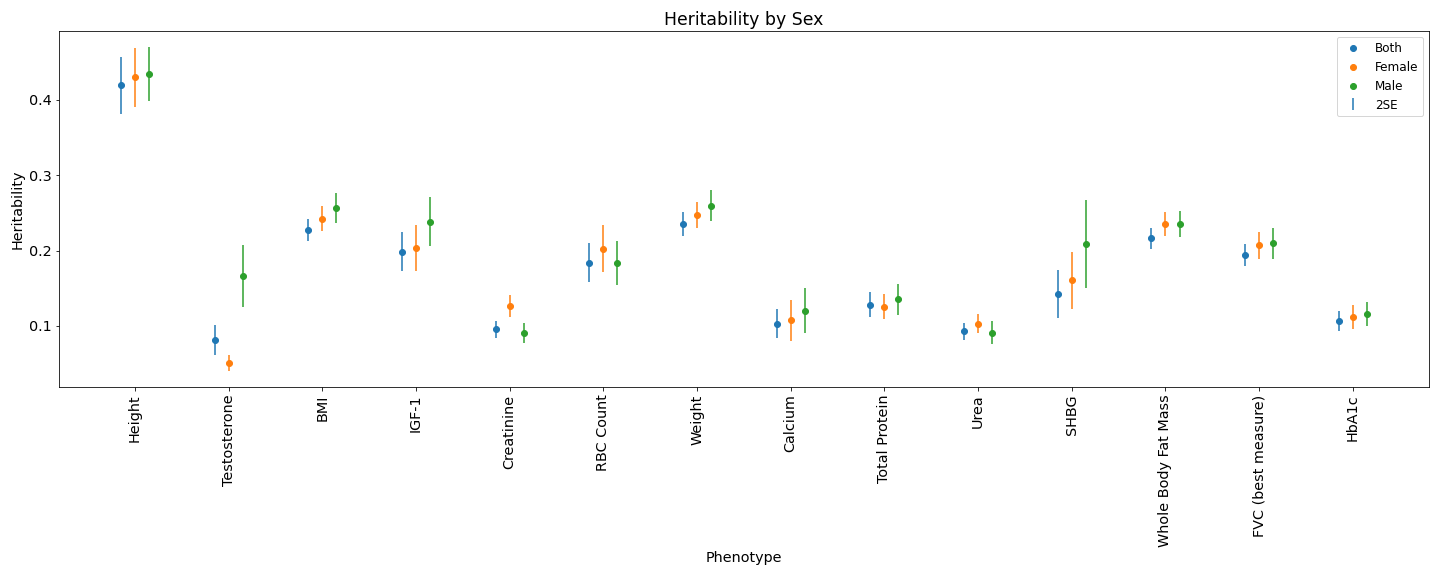 Heritability by Sex
Both
Female
Male
2SE
Heritability
0.4
0.3
0.2
0.1
Height
Testosterone
BMI
IGF-1
Creatinine
RBC Count
Weight
Calcium
Total Protein
Urea
SHBG
Whole Body Fat Mass
FVC (best measure)
HbA1c
Phenotype